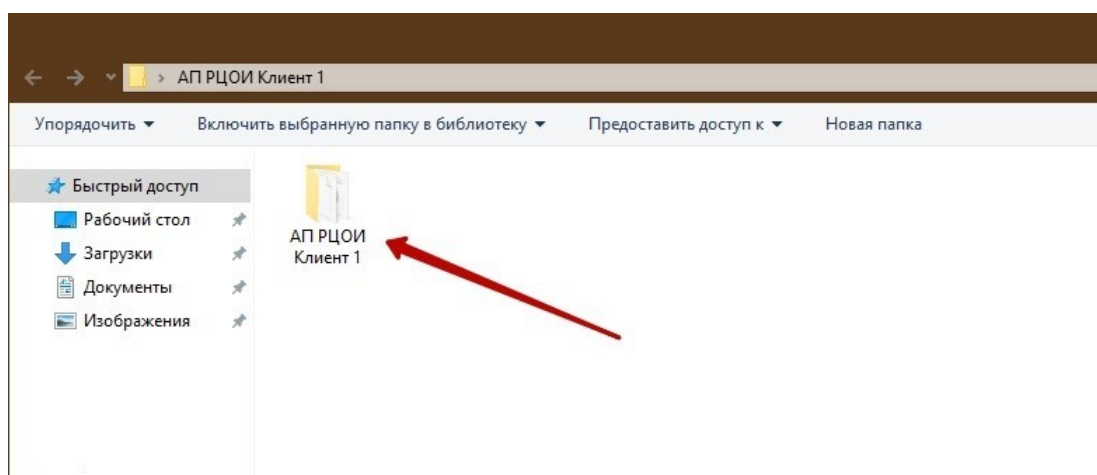 АП РЦОИ Клиент 1
Упорядочить Включить выбранную папку в библиотеку Предоставить доступ к Новая папка
Быстрый доступ
Рабочий стол
Загрузки
Документы
Изображения
АП РЦОИ
Клиент 1